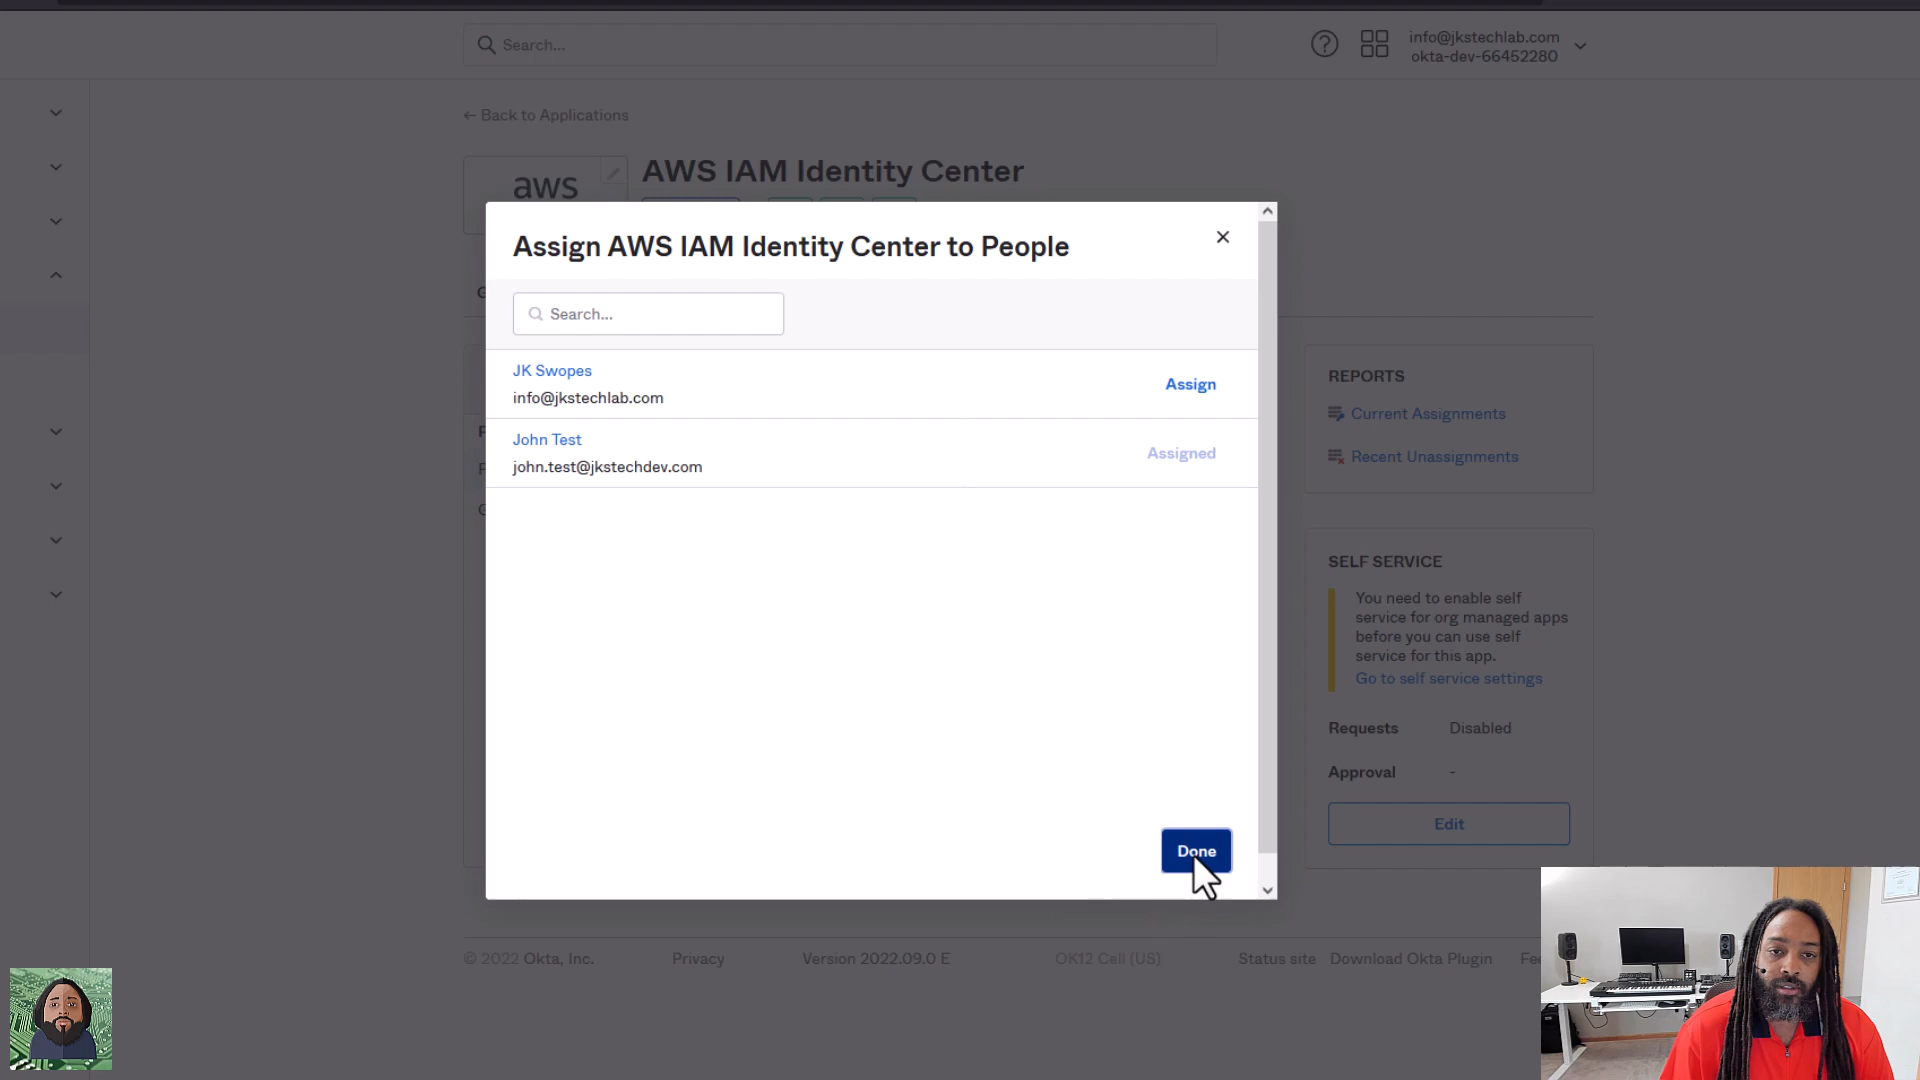 Search...
info@jkstechlab.com
okta-dev-66452280
← Back to Applications
aws
AWS IAM Identity Center
Assign AWS IAM Identity Center to People
Search...
JK Swopes
info@jkstechlab.com
Assign
John Test
john.test@jkstechdev.com
Assigned
Done
REPORTS
Current Assignments
Recent Unassignments
SELF SERVICE
You need to enable self
service for org managed apps
before you can use self
service for this app.
Go to self service settings
Requests Disabled
Approval -
Edit
© 2022 Okta, Inc. Privacy Version 2022.09.0 E OK12 Cell (US) Status site Download Okta Plugin